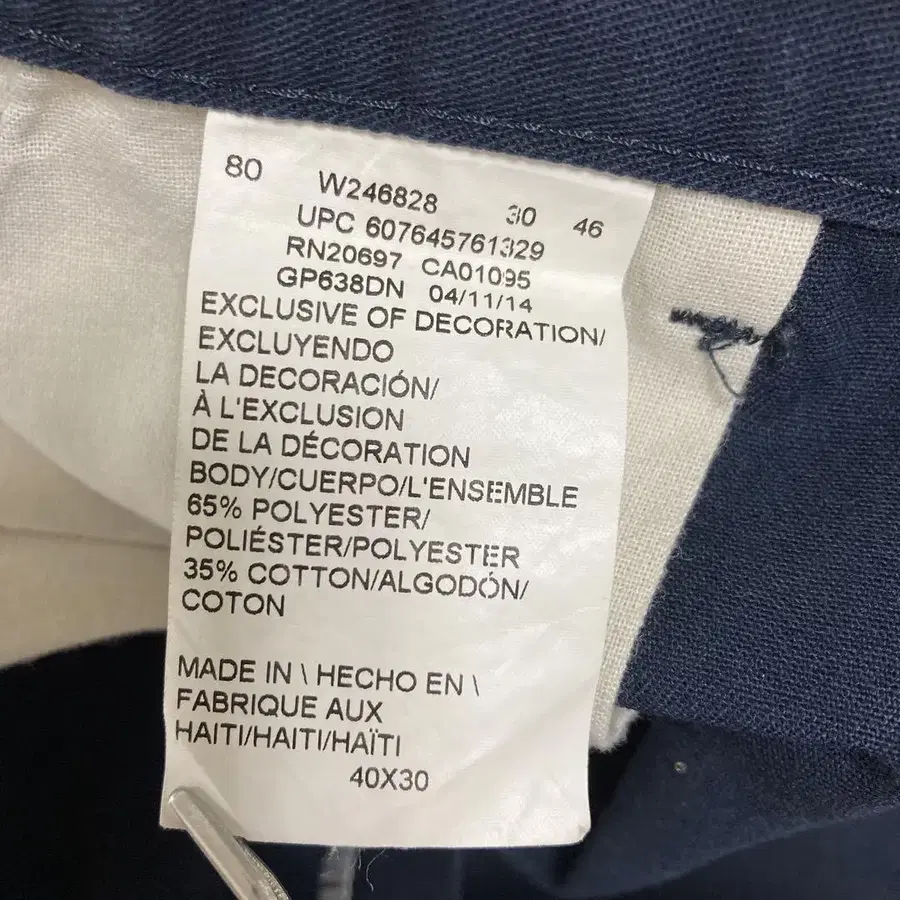 80 W246828 30 46
UPC 607645761329
RN20697 CA01095
GP638DN 04/11/14
EXCLUSIVE OF DECORATION/
EXCLUYENDO
LA DECORACIÓN/
À L'EXCLUSION
DE LA DÉCORATION
BODY/CUERPO/L'ENSEMBLE
65% POLYESTER/
POLIÉSTER/POLYESTER
35% COTTON/ALGODÓN/
COTON
MADE IN \ HECHO EN \
FABRIQUE AUX
HAITI/HAITI/HAÏTI
40X30